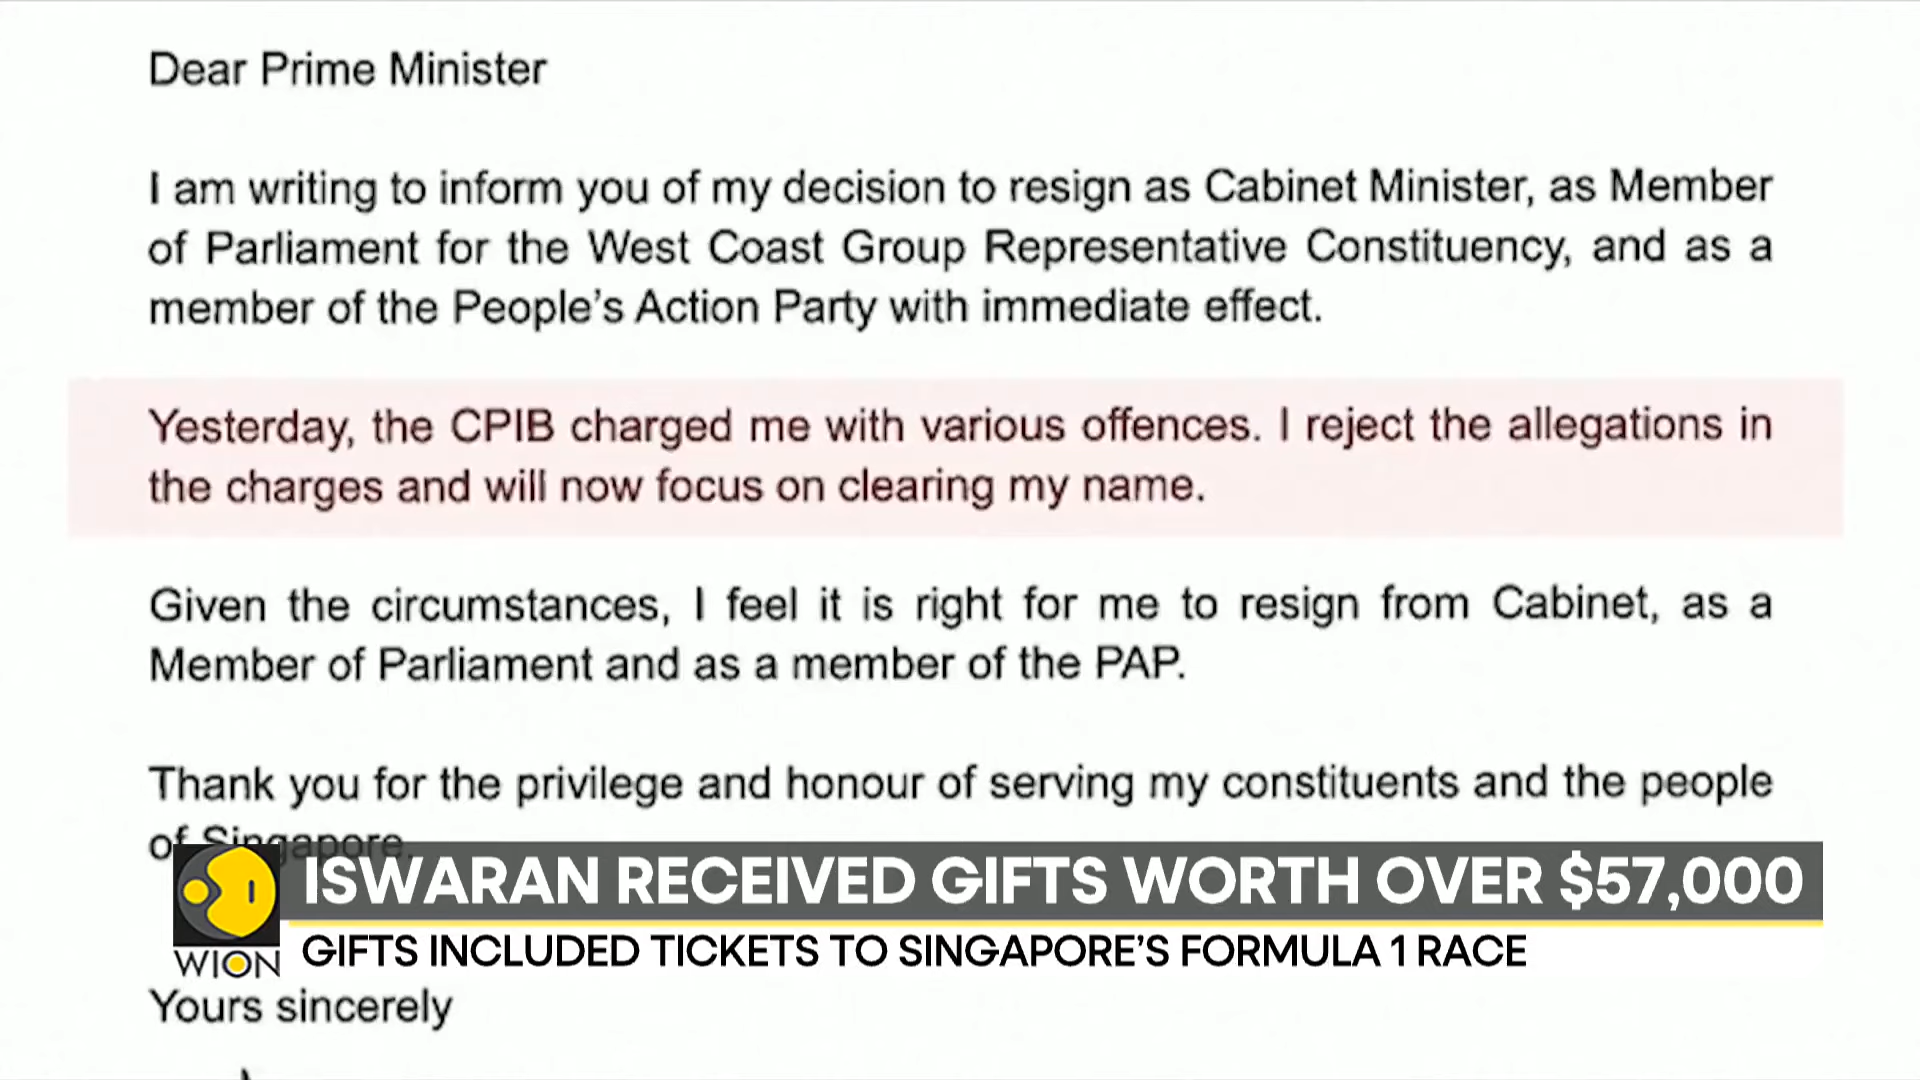 Dear Prime Minister
I am writing to inform you of my decision to resign as Cabinet Minister, as Member
of Parliament for the West Coast Group Representative Constituency, and as a
member of the People’s Action Party with immediate effect.
Yesterday, the CPIB charged me with various offences. I reject the allegations in
the charges and will now focus on clearing my name.
Given the circumstances, I feel it is right for me to resign from Cabinet, as a
Member of Parliament and as a member of the PAP.
Thank you for the privilege and honour of serving my constituents and the people
of Singapore.
ISWARAN RECEIVED GIFTS WORTH OVER $57,000
GIFTS INCLUDED TICKETS TO SINGAPORE’S FORMULA 1 RACE
WION
Yours sincerely